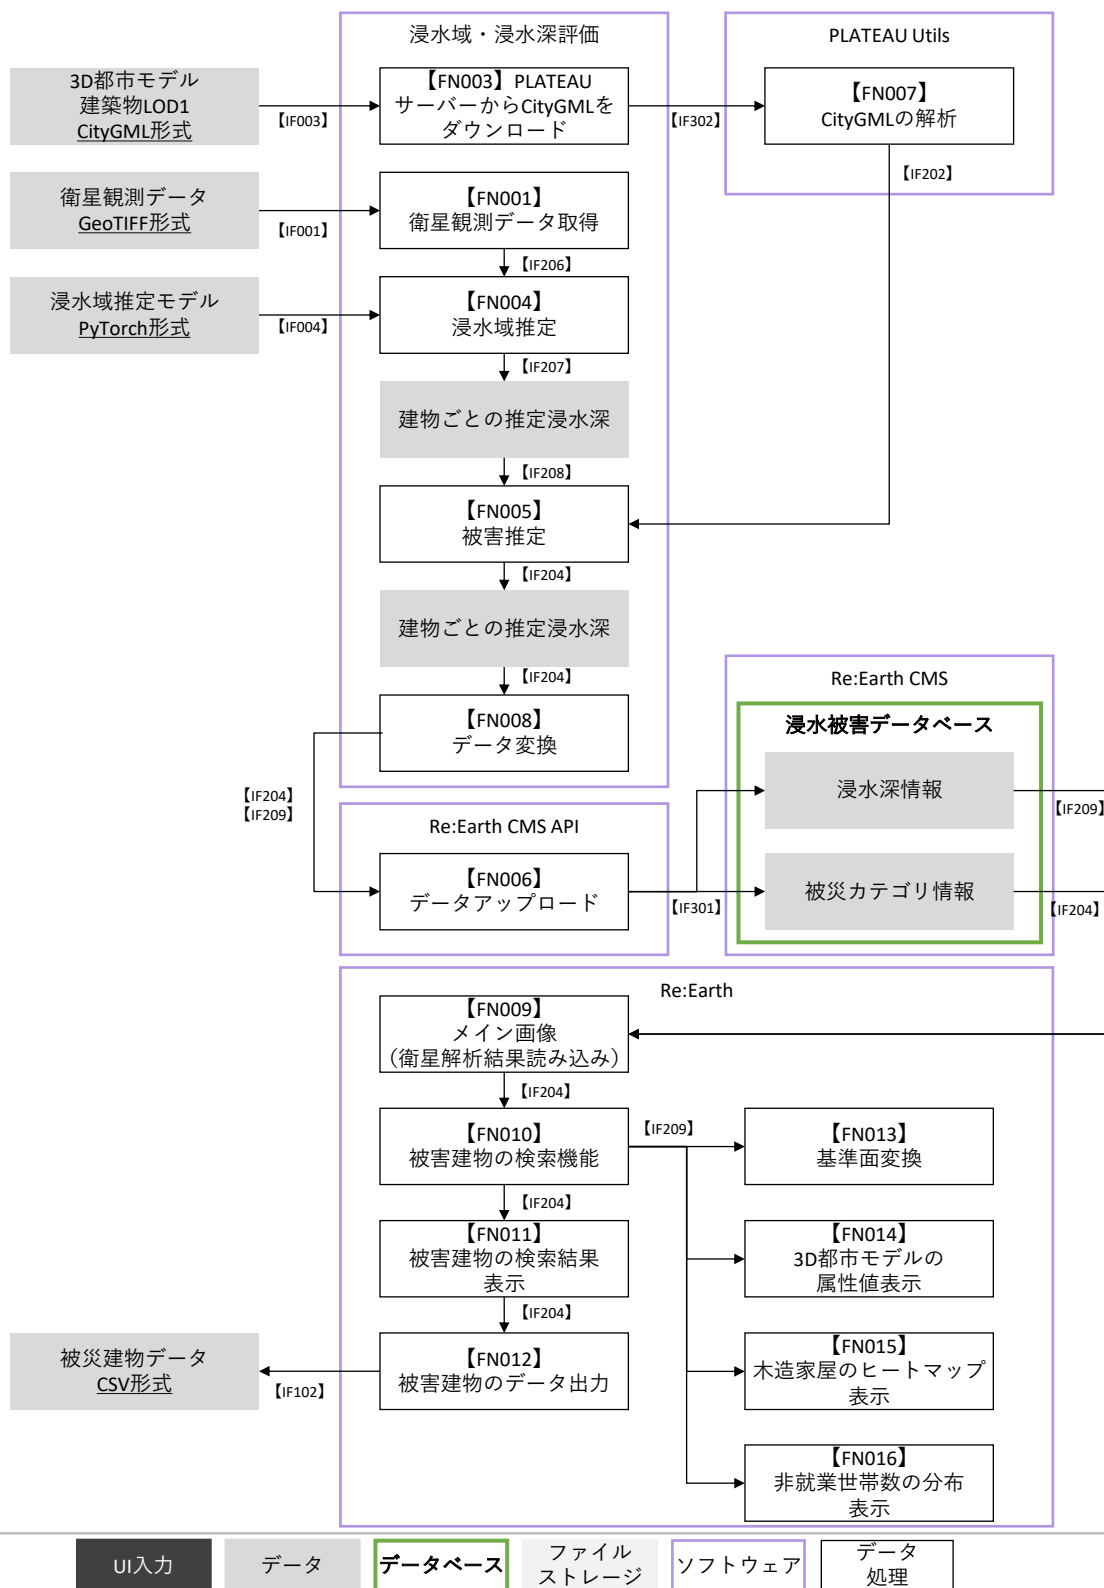 浸水域・浸水深評価
PLATEAU Utils
3D都市モデル
建築物LOD1
CityGML形式
【IF003】
【FN003】PLATEAU
サーバーからCityGMLを
ダウンロード
【IF302】
【FN007】
CityGMLの解析
【IF202】
衛星観測データ
GeoTIFF形式
【IF001】
【FN001】
衛星観測データ取得
【IF206】
浸水域推定モデル
PyTorch形式
【IF004】
【FN004】
浸水域推定
【IF207】
建物ごとの推定浸水深
【IF208】
【FN005】
被害推定
【IF204】
建物ごとの推定浸水深
【IF204】
【FN008】
データ変換
【IF204】
【IF209】
Re:Earth CMS API
【FN006】
データアップロード
【IF301】
Re:Earth CMS
浸水被害データベース
浸水深情報
【IF209】
被災カテゴリ情報
【IF204】
Re:Earth
【FN009】
メイン画像
（衛星解析結果読み込み）
【IF204】
【FN010】
被害建物の検索機能
【IF209】
【IF204】
【FN011】
被害建物の検索結果
表示
【IF204】
【FN012】
被害建物のデータ出力
【IF102】
被災建物データ
CSV形式
【FN013】
基準面変換
【FN014】
3D都市モデルの
属性値表示
【FN015】
木造家屋のヒートマップ
表示
【FN016】
非就業世帯数の分布
表示
UI入力
データ
データベース
ファイル
ストレージ
ソフトウェア
データ
処理